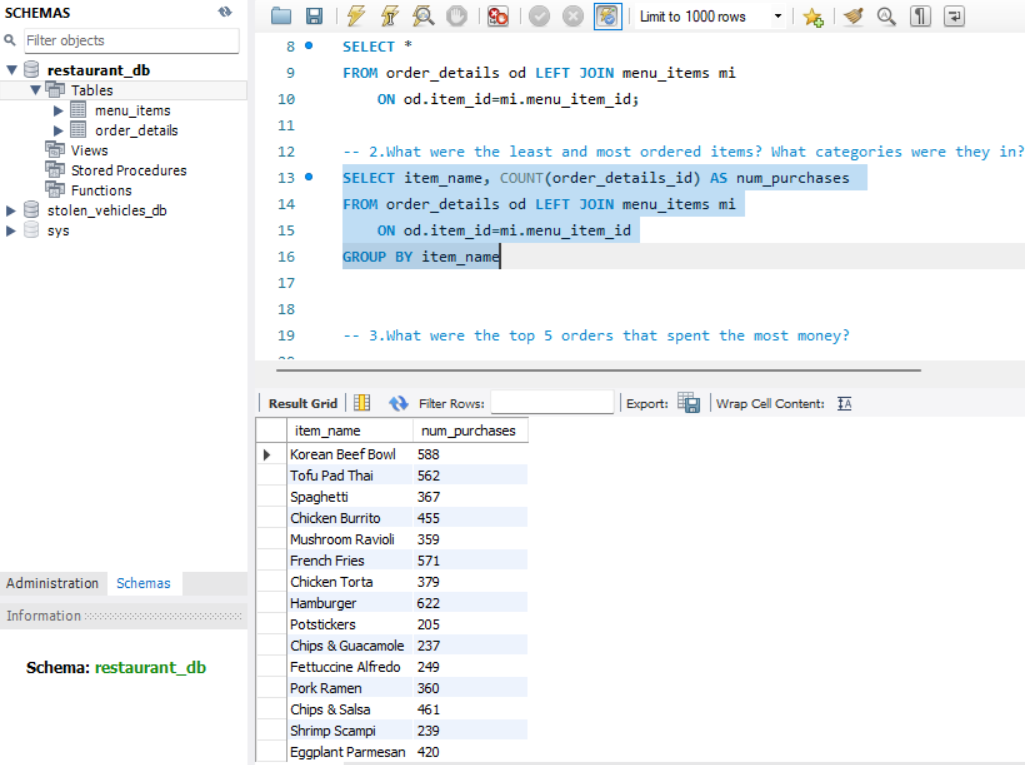 SCHEMAS
Filter objects
restaurant_db
Tables
menu_items
order_details
Views
Stored Procedures
Functions
stolen_vehicles_db
sys
Administration Schemas
Information
Schema: restaurant_db
Limit to 1000 rows
8 SELECT *
9 FROM order_details od LEFT JOIN menu_items mi
10 ON od.item_id=mi.menu_item_id;
11
12 -- 2.What were the least and most ordered items? What categories were they in?
13 SELECT item_name, COUNT(order_details_id) AS num_purchases
14 FROM order_details od LEFT JOIN menu_items mi
15 ON od.item_id=mi.menu_item_id
16 GROUP BY item_name
17
18
19 -- 3.What were the top 5 orders that spent the most money?
Result Grid Filter Rows: Export: Wrap Cell Content: IA
item_name num_purchases
Korean Beef Bowl 588
Tofu Pad Thai 562
Spaghetti 367
Chicken Burrito 455
Mushroom Ravioli 359
French Fries 571
Chicken Torta 379
Hamburger 622
Potstickers 205
Chips & Guacamole 237
Fettuccine Alfredo 249
Pork Ramen 360
Chips & Salsa 461
Shrimp Scampi 239
Eggplant Parmesan 420